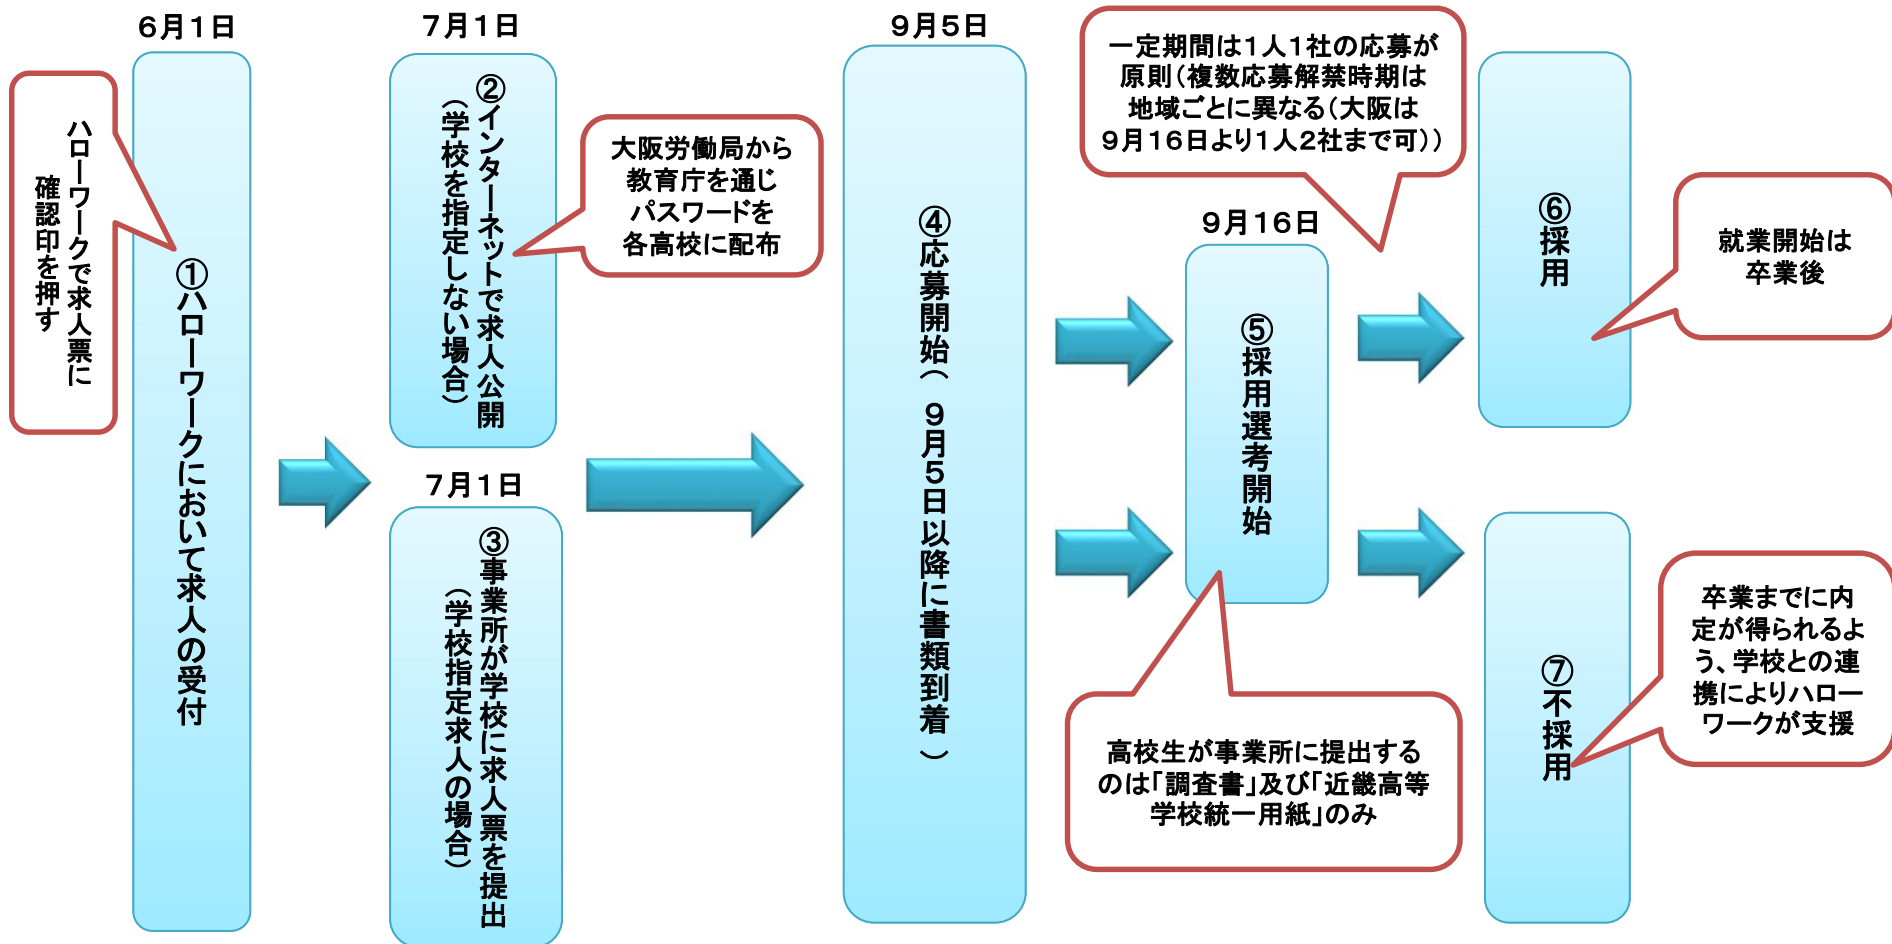 6月1日
ハローワークで求人票に
確認印を押す
①ハローワークにおいて求人の受付
7月1日
②インターネットで求人公開
(学校を指定しない場合)
大阪労働局から
教育庁を通じ
パスワードを
各高校に配布
7月1日
③事業所が学校に求人票を提出
(学校指定求人の場合)
9月5日
④応募開始(9月5日以降に書類到着)
一定期間は1人1社の応募が
原則(複数応募解禁時期は
地域ごとに異なる(大阪は
9月16日より1人2社まで可))
9月16日
⑤採用選考開始
高校生が事業所に提出する
のは「調査書」及び「近畿高等
学校統一用紙」のみ
⑥採用
就業開始は
卒業後
⑦不採用
卒業までに内
定が得られるよ
う、学校との連
携によりハロー
ワークが支援